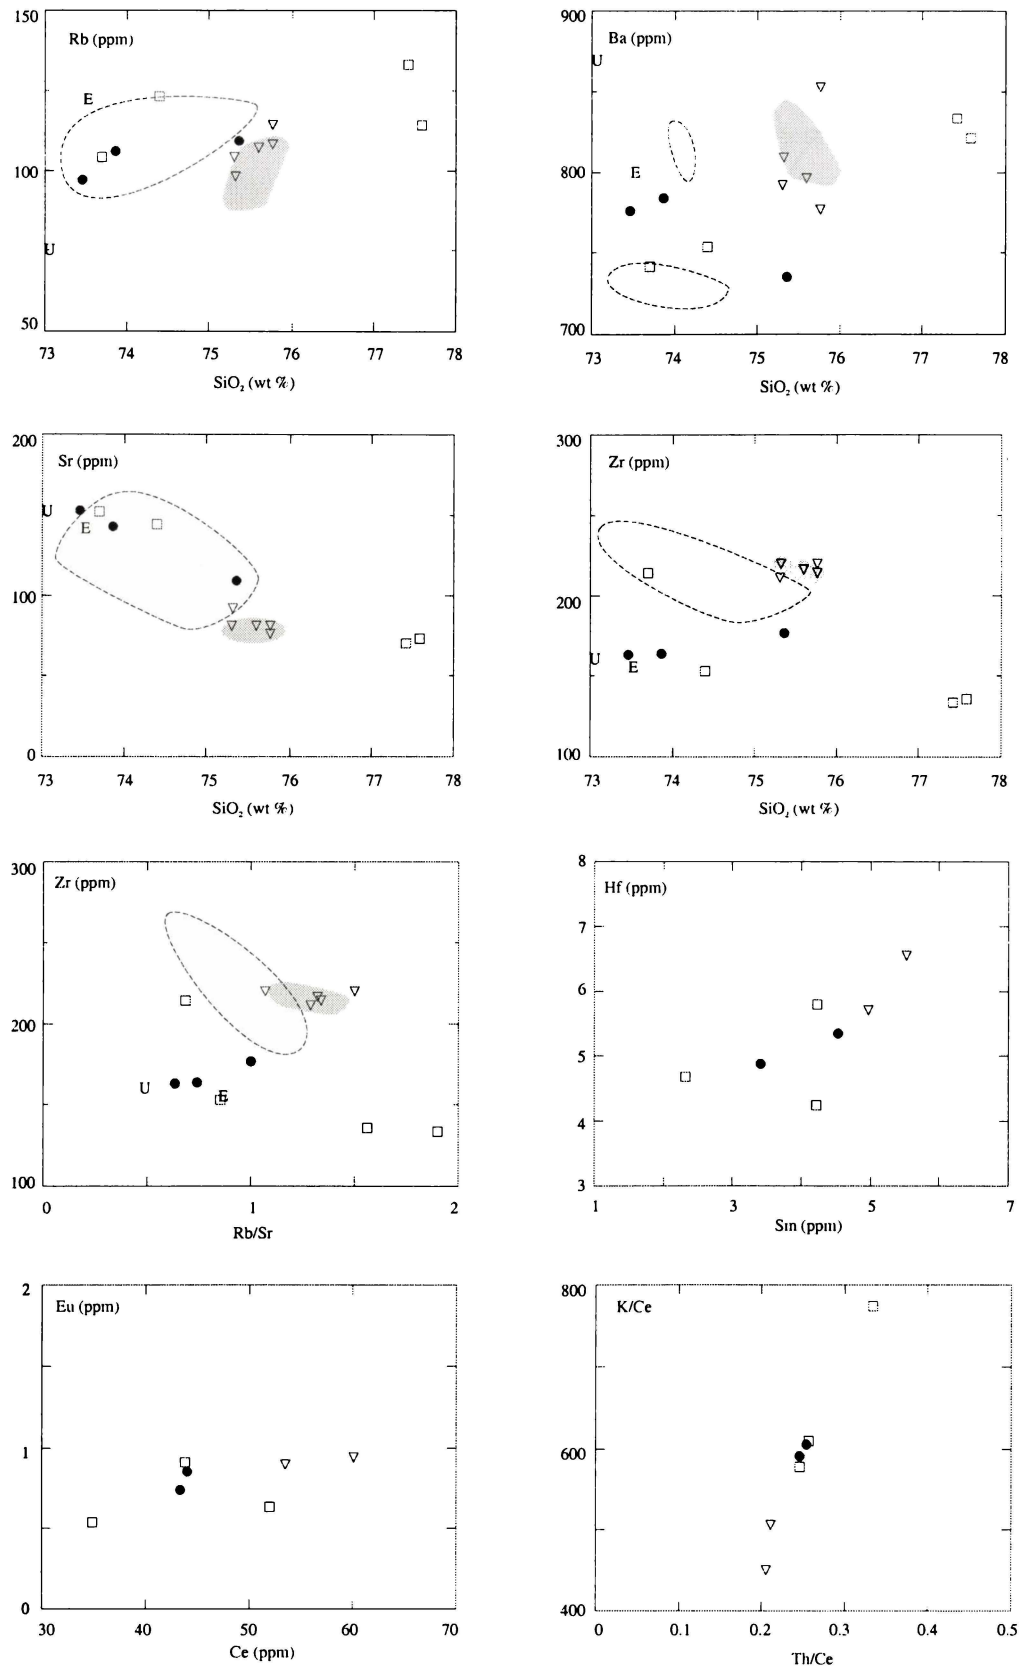 150
Rb (ppm)
E
100
U
50
73 74 75 76 77 78
SiO₂ (wt %)
900
Ba (ppm)
U
800
E
700
73 74 75 76 77 78
SiO₂ (wt %)
200
Sr (ppm)
U
E
100
0
73 74 75 76 77 78
SiO₂ (wt %)
300
Zr (ppm)
200
U
E
100
73 74 75 76 77 78
SiO₂ (wt %)
300
Zr (ppm)
200
U
E
100
0 1 2
Rb/Sr
8
Hf (ppm)
7
6
5
4
3
1 3 5 7
Sm (ppm)
2
Eu (ppm)
1
0
30 40 50 60 70
Ce (ppm)
800
K/Ce
600
400
0 0.1 0.2 0.3 0.4 0.5
Th/Ce